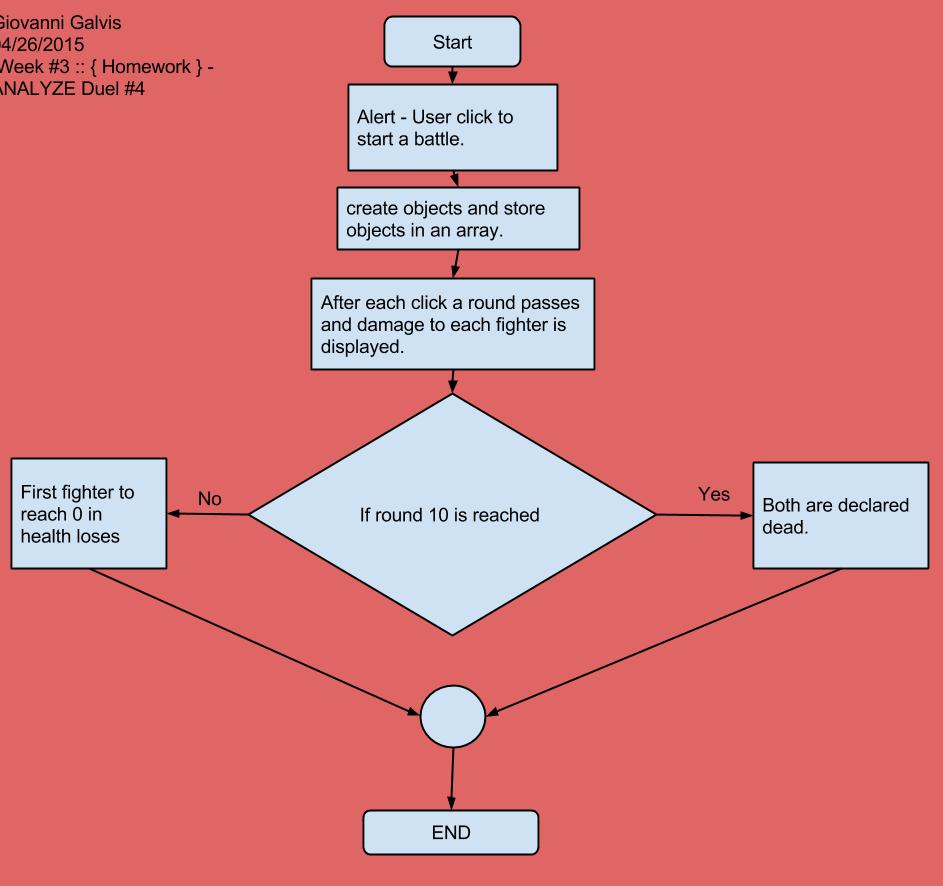 Giovanni Galvis
04/26/2015
Week #3 :: { Homework } -
ANALYZE Duel #4
Start
Alert - User click to
start a battle.
create objects and store
objects in an array.
After each click a round passes
and damage to each fighter is
displayed.
If round 10 is reached
No
First fighter to
reach 0 in
health loses
Yes
Both are declared
dead.
END